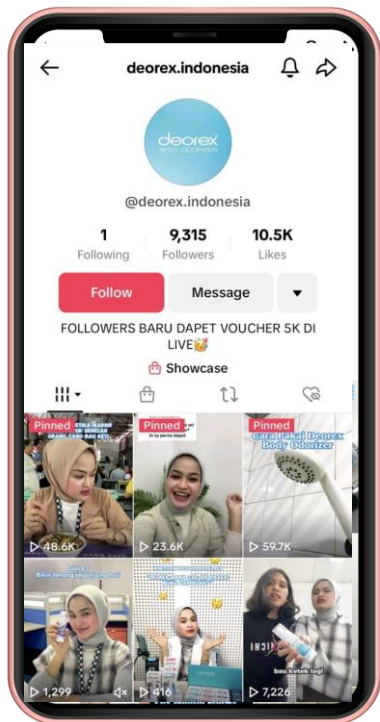 deorex.indonesia
deorex
BODY ODORIZER
@deorex.indonesia
1 9,315 10.5K
Following Followers Likes
Follow Message
FOLLOWERS BARU DAPET VOUCHER 5K DI
LIVE🥳
Showcase
Pinned
48.6K
Pinned
23.6K
Pinned
Cara Pakai Deorex
Body Odorizer
59.7K
1,299
416
bau ketek lagi
7,226